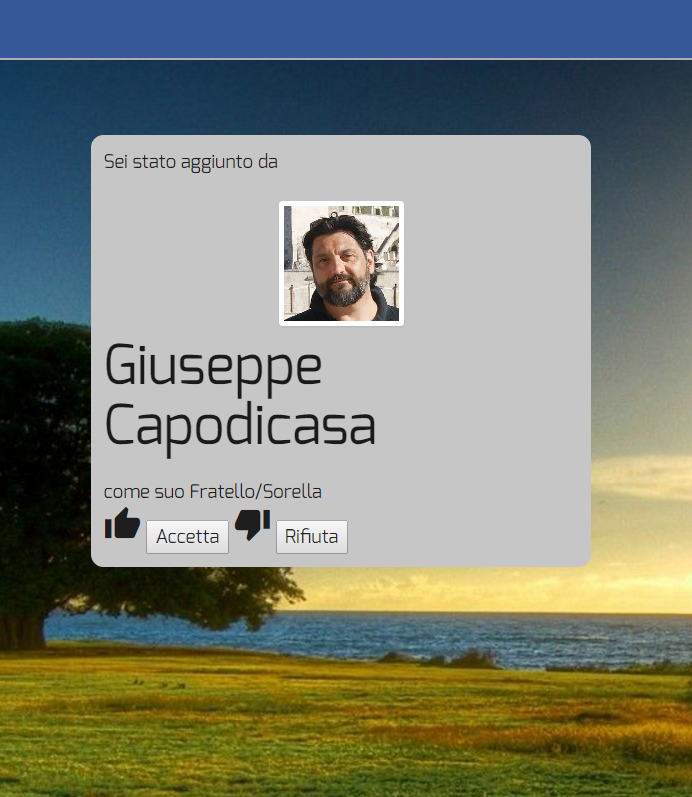 Sei stato aggiunto da
Giuseppe
Capodicasa
come suo Fratello/Sorella
Accetta Rifiuta